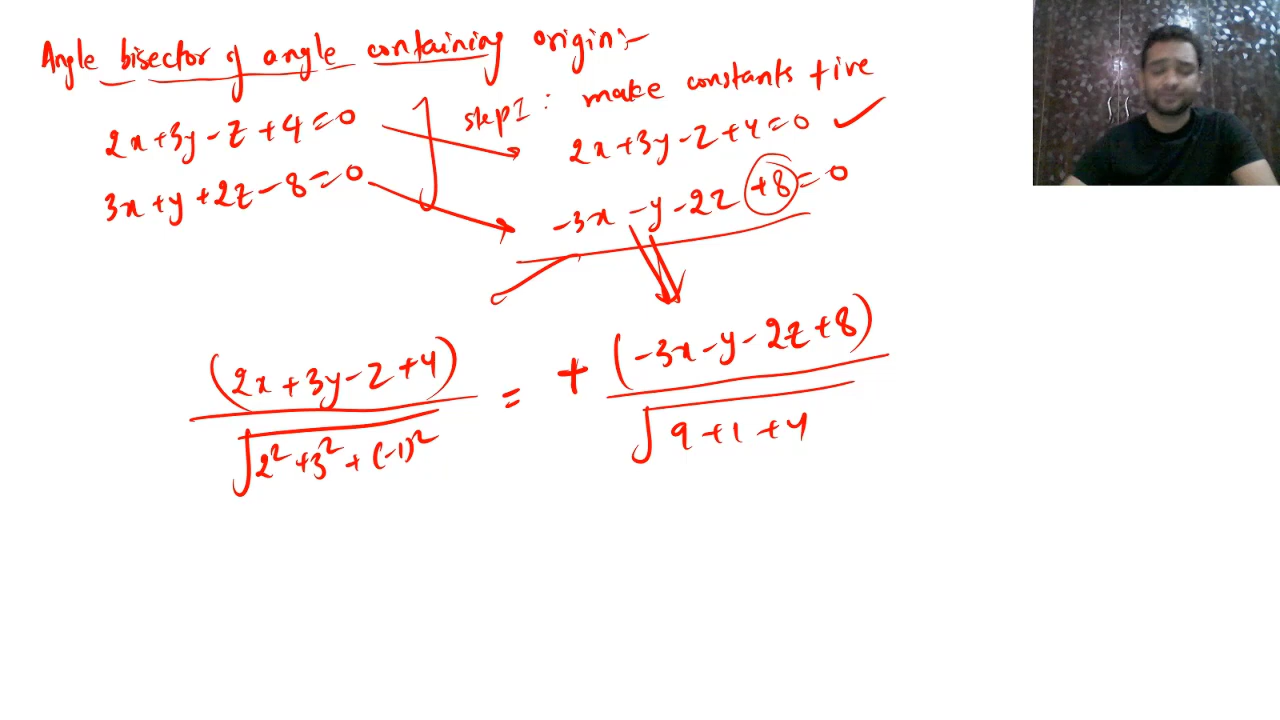 Angle bisector of angle containing origin:-
2x+3y-z+4=0
3x+y+2z-8=0
step1: make constants +ive
2x+3y-z+4=0 ✓
-3x-y-2z+8=0
(2x+3y-z+4) / √2²+3²+(-1)² = + (-3x-y-2z+8) / √9+1+4